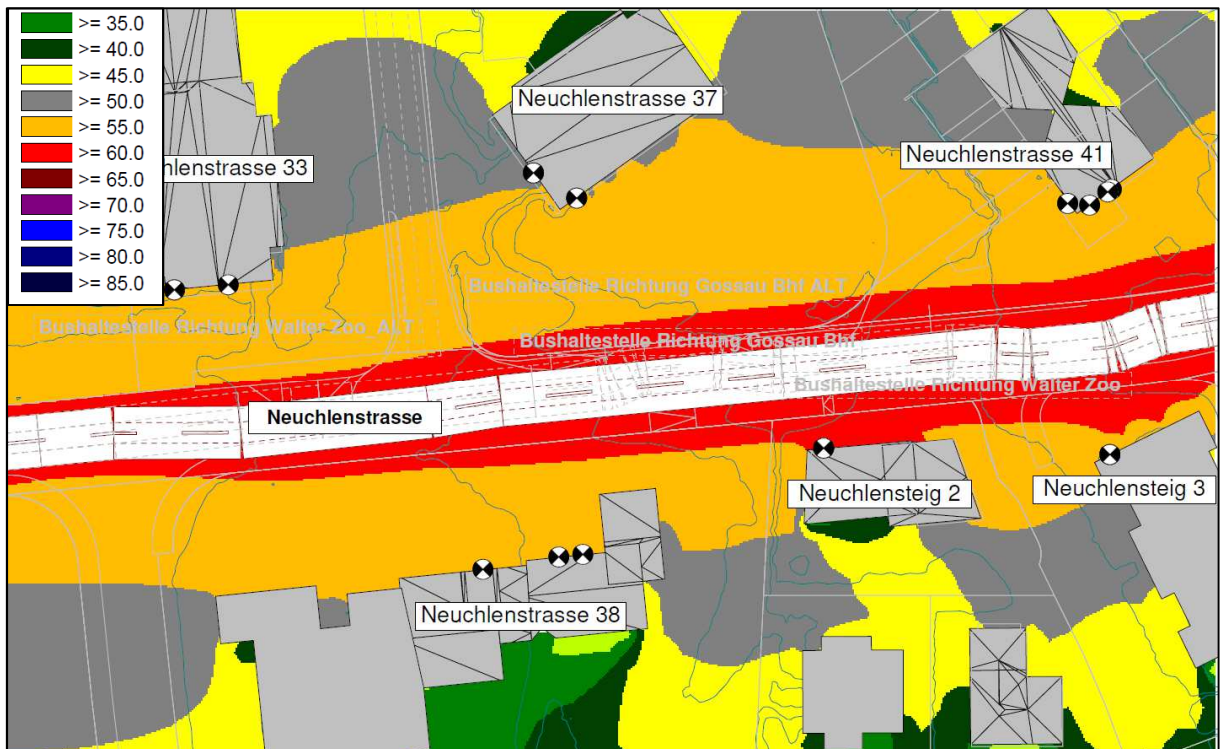 >= 35.0
>= 40.0
>= 45.0
>= 50.0
>= 55.0
>= 60.0
>= 65.0
>= 70.0
>= 75.0
>= 80.0
>= 85.0
Neuchlenstrasse 37
Neuchlenstrasse 41
hlenstrasse 33
Bushaltestelle Richtung Gossau Bhf ALT
Bushaltestelle Richtung Walter Zoo ALT
Bushaltestelle Richtung Gossau Bhf
Bushaltestelle Richtung Walter Zoo
Neuchlenstrasse
Neuchlensteig 2
Neuchlensteig 3
Neuchlenstrasse 38